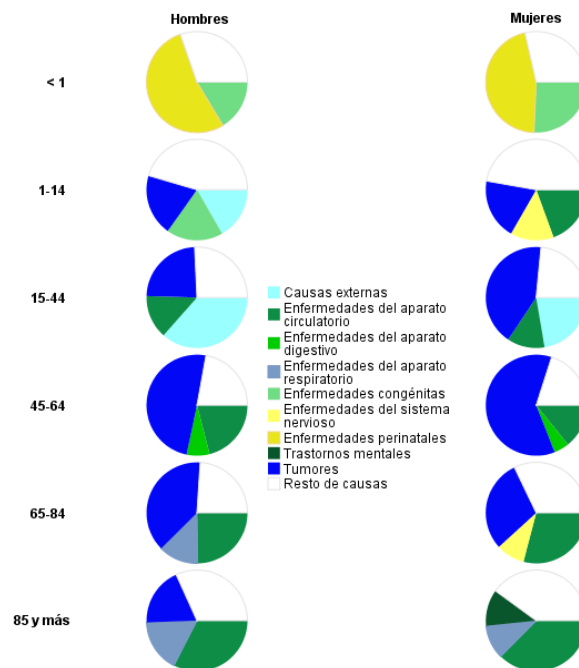 Hombres
Mujeres
< 1
1-14
15-44
45-64
65-84
85 y más
Causas externas
Enfermedades del aparato
circulatorio
Enfermedades del aparato
digestivo
Enfermedades del aparato
respiratorio
Enfermedades congénitas
Enfermedades del sistema
nervioso
Enfermedades perinatales
Trastornos mentales
Tumores
Resto de causas